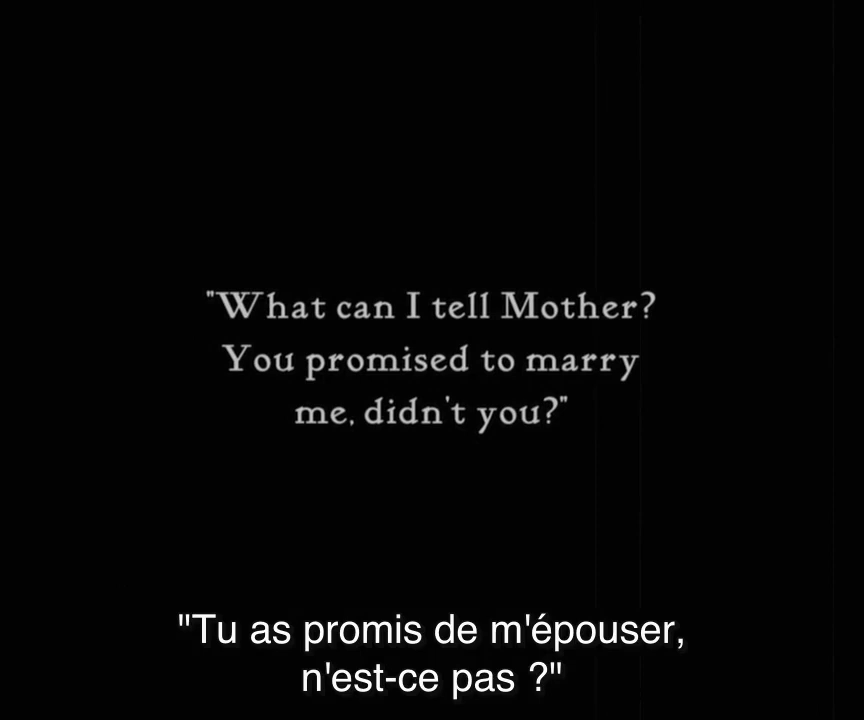 "What can I tell Mother?
You promised to marry
me, didn't you?"
"Tu as promis de m'épouser,
n'est-ce pas ?"